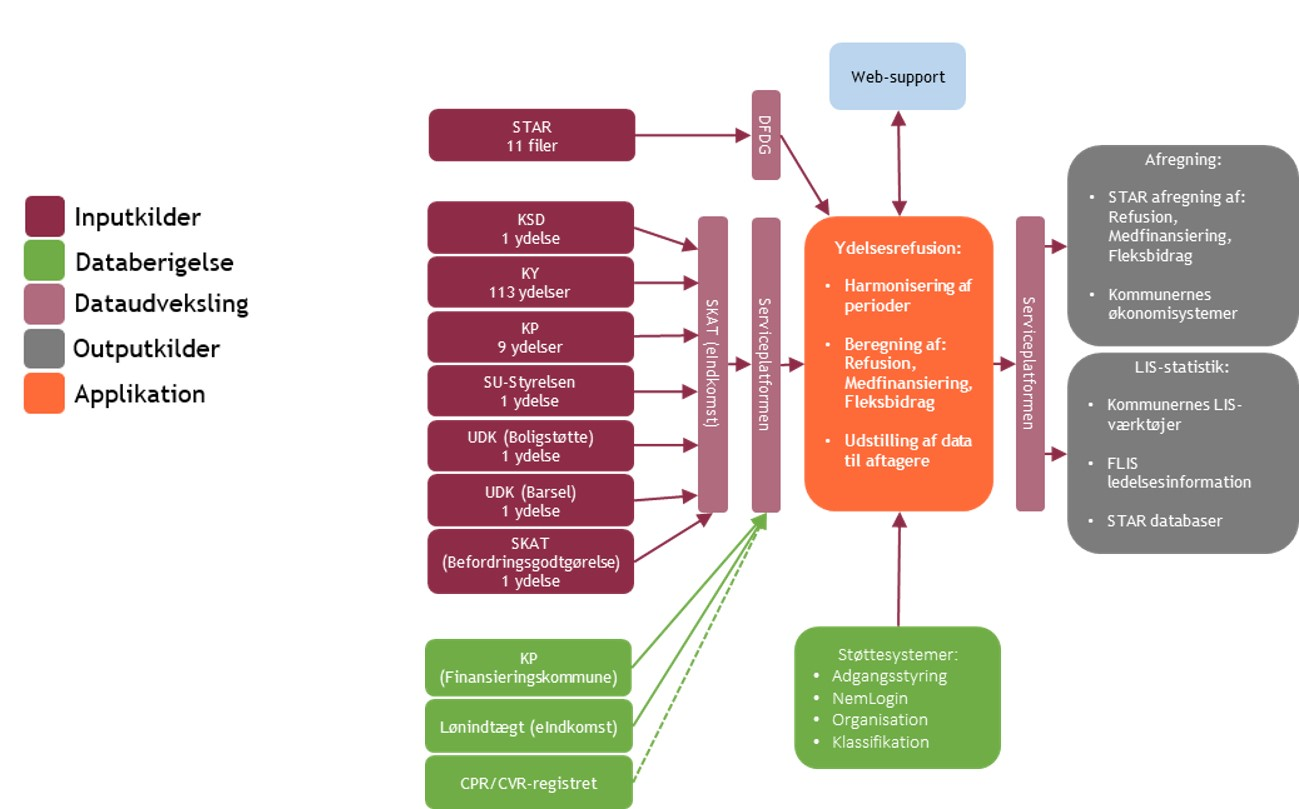 Inputkilder
Databerigelse
Dataudveksling
Outputkilder
Applikation
STAR
11 filer
KSD
1 ydelse
KY
113 ydelser
KP
9 ydelser
SU-Styrelsen
1 ydelse
UDK (Boligstøtte)
1 ydelse
UDK (Barsel)
1 ydelse
SKAT
(Befordringsgodtgørelse)
1 ydelse
KP
(Finansieringskommune)
Lønindtægt (eIndkomst)
CPR/CVR-registret
DFDG
SKAT (eIndkomst)
Serviceplatformen
Web-support
Ydelsesrefusion:
• Harmonisering af
perioder
• Beregning af:
Refusion,
Medfinansiering,
Fleksbidrag
• Udstilling af data
til aftagere
Støttesystemer:
• Adgangsstyring
• NemLogin
• Organisation
• Klassifikation
Serviceplatformen
Afregning:
• STAR afregning af:
Refusion,
Medfinansiering,
Fleksbidrag
• Kommunernes
økonomisystemer
LIS-statistik:
• Kommunernes LIS-
værktøjer
• FLIS
ledelsesinformation
• STAR databaser